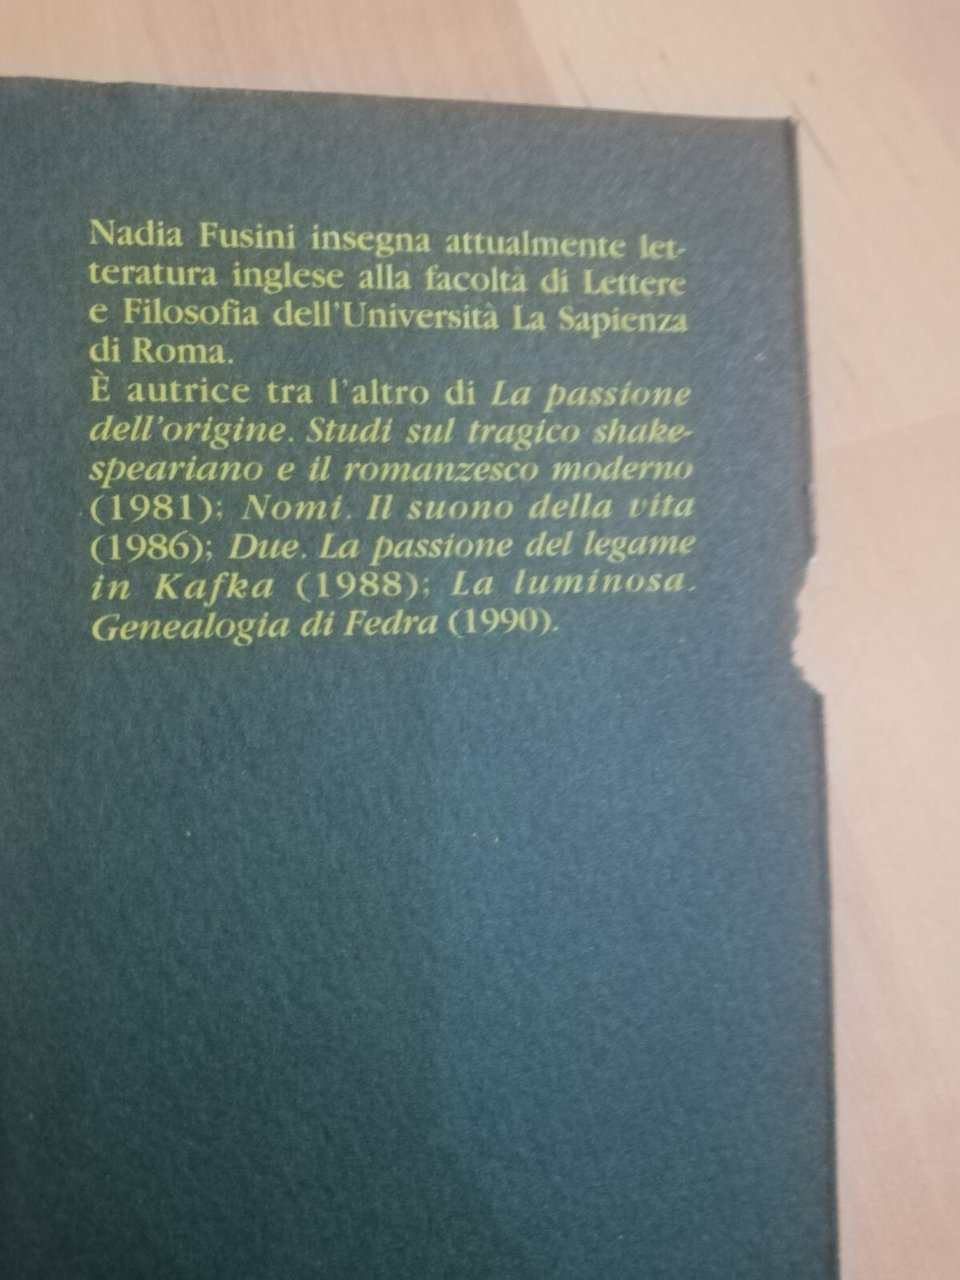 Nadia Fusini insegna attualmente let-
teratura inglese alla facoltà di Lettere
e Filosofia dell'Università La Sapienza
di Roma.
È autrice tra l'altro di La passione
dell'origine. Studi sul tragico shake-
speariano e il romanzesco moderno
(1981); Nomi. Il suono della vita
(1986); Due. La passione del legame
in Kafka (1988); La luminosa.
Genealogia di Fedra (1990).